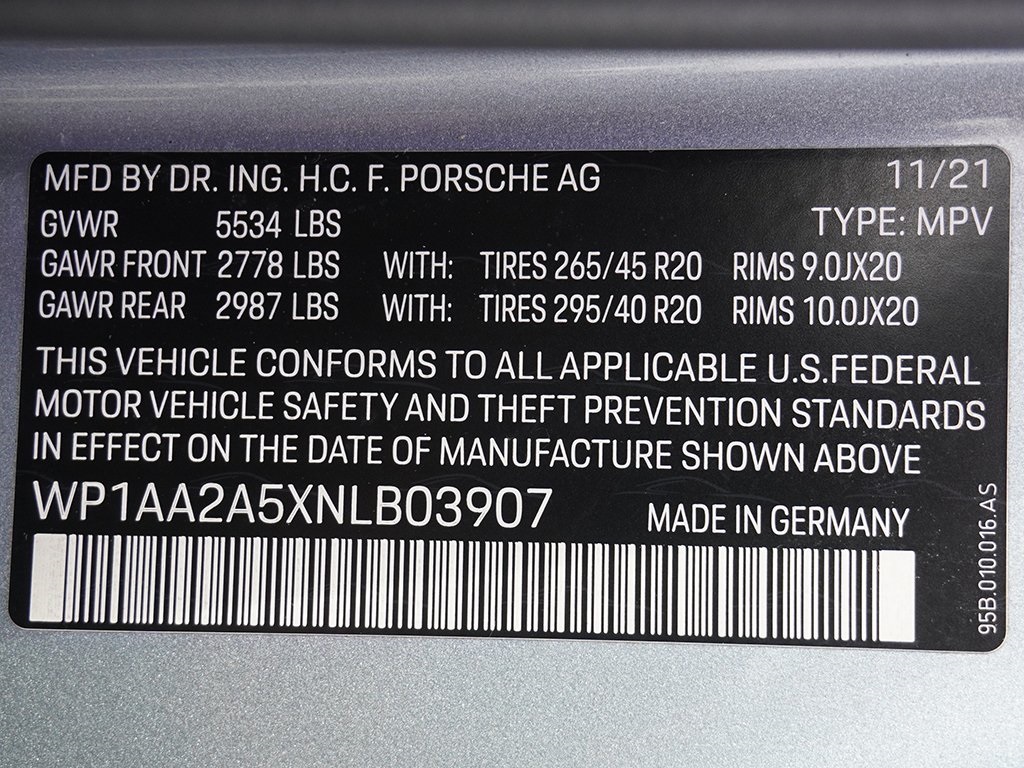 MFD BY DR. ING. H.C. F. PORSCHE AG 11/21
GVWR 5534 LBS TYPE: MPV
GAWR FRONT 2778 LBS WITH: TIRES 265/45 R20 RIMS 9.0JX20
GAWR REAR 2987 LBS WITH: TIRES 295/40 R20 RIMS 10.0JX20
THIS VEHICLE CONFORMS TO ALL APPLICABLE U.S.FEDERAL
MOTOR VEHICLE SAFETY AND THEFT PREVENTION STANDARDS
IN EFFECT ON THE DATE OF MANUFACTURE SHOWN ABOVE
WP1AA2A5XNLB03907 MADE IN GERMANY
95B.010.016.AS